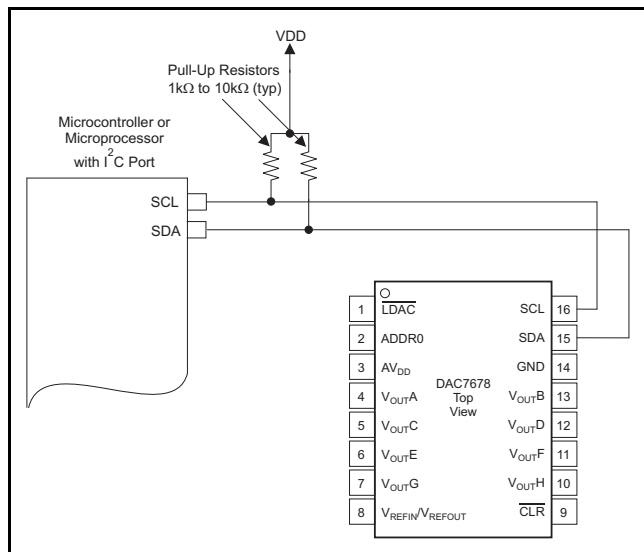 VDD
Pull-Up Resistors
1kΩ to 10kΩ (typ)
Microcontroller or
Microprocessor
with I²C Port
SCL
SDA
1 LDAC SCL 16
2 ADDR0 SDA 15
3 AVDD GND 14
4 VOUTA VOUTB 13
5 VOUTC VOUTD 12
6 VOUTE VOUTF 11
7 VOUTG VOUTH 10
8 VREFIN/VREFOUT CLR 9
DAC7678
Top
View